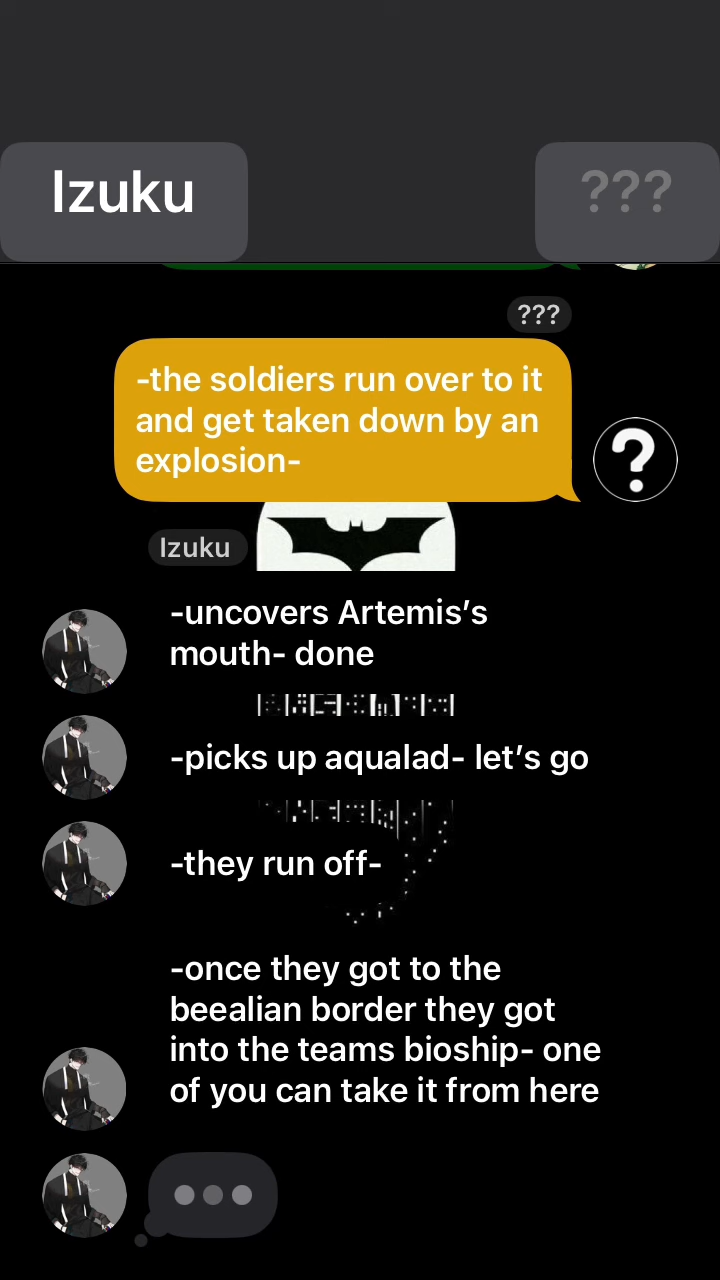 Izuku
???
???
-the soldiers run over to it
and get taken down by an
explosion-
?
Izuku
-uncovers Artemis’s
mouth- done
-picks up aqualad- let’s go
-they run off-
-once they got to the
beealian border they got
into the teams bioship- one
of you can take it from here